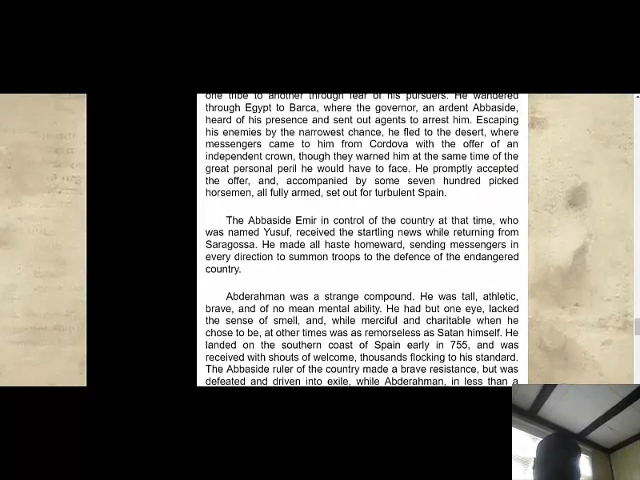 one tribe to another through fear of his pursuers. He wandered
through Egypt to Barca, where the governor, an ardent Abbaside,
heard of his presence and sent out agents to arrest him. Escaping
his enemies by the narrowest chance, he fled to the desert, where
messengers came to him from Cordova with the offer of an
independent crown, though they warned him at the same time of the
great personal peril he would have to face. He promptly accepted
the offer, and, accompanied by some seven hundred picked
horsemen, all fully armed, set out for turbulent Spain.
The Abbaside Emir in control of the country at that time, who
was named Yusuf, received the startling news while returning from
Saragossa. He made all haste homeward, sending messengers in
every direction to summon troops to the defence of the endangered
country.
Abderahman was a strange compound. He was tall, athletic,
brave, and of no mean mental ability. He had but one eye, lacked
the sense of smell, and, while merciful and charitable when he
chose to be, at other times was as remorseless as Satan himself. He
landed on the southern coast of Spain early in 755, and was
received with shouts of welcome, thousands flocking to his standard.
The Abbaside ruler of the country made a brave resistance, but was
defeated and driven into exile, while Abderahman, in less than a